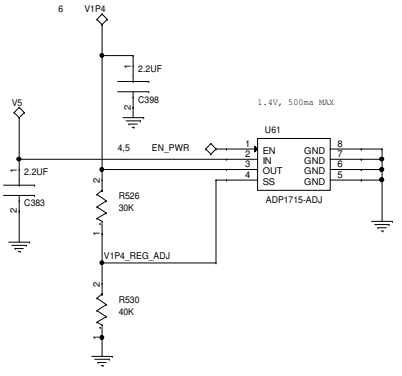 6 V1P4
1
2.2UF
2
C398
1.4V, 500ma MAX
V5
U61
4,5 EN_PWR
1 EN GND 8
2 IN GND 7
3 OUT GND 6
4 SS GND 5
ADP1715-ADJ
1
2.2UF
2
C383
2
R526
30K
1
V1P4_REG_ADJ
2
R530
40K
1